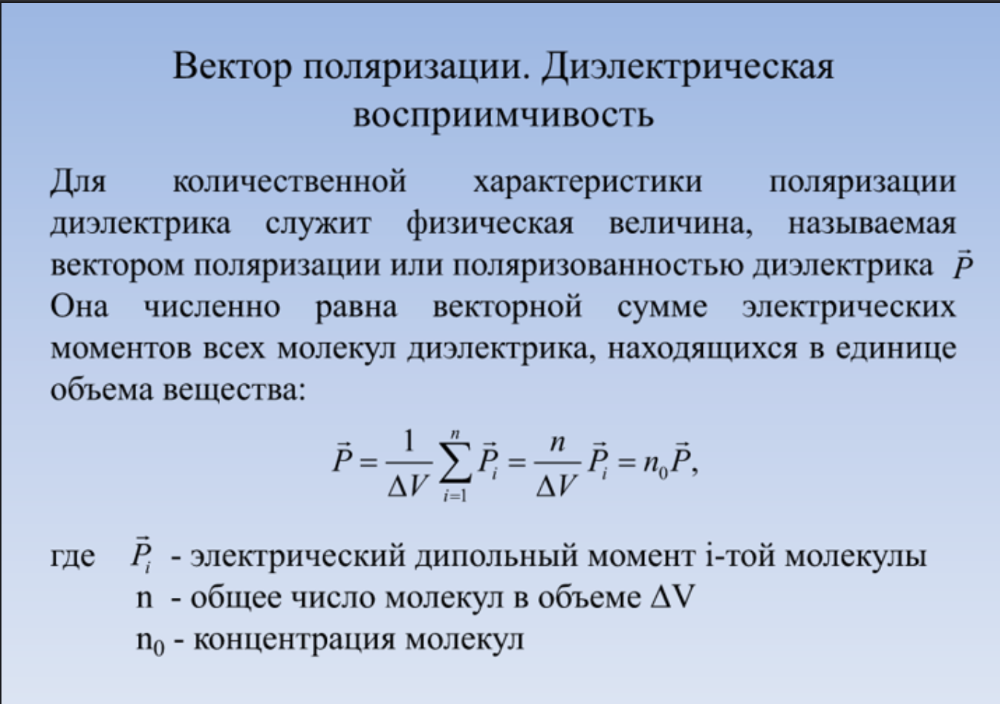 Вектор поляризации. Диэлектрическая
восприимчивость
Для количественной характеристики поляризации
диэлектрика служит физическая величина, называемая
вектором поляризации или поляризованностью диэлектрика $\vec{P}$
Она численно равна векторной сумме электрических
моментов всех молекул диэлектрика, находящихся в единице
объема вещества:
$\vec{P} = \frac{1}{\Delta V} \sum_{i=1}^{n} \vec{P}_i = \frac{n}{\Delta V} \vec{P}_i = n_0 \vec{P},$
где $\vec{P}_i$ - электрический дипольный момент i-той молекулы
n - общее число молекул в объеме ΔV
n₀ - концентрация молекул